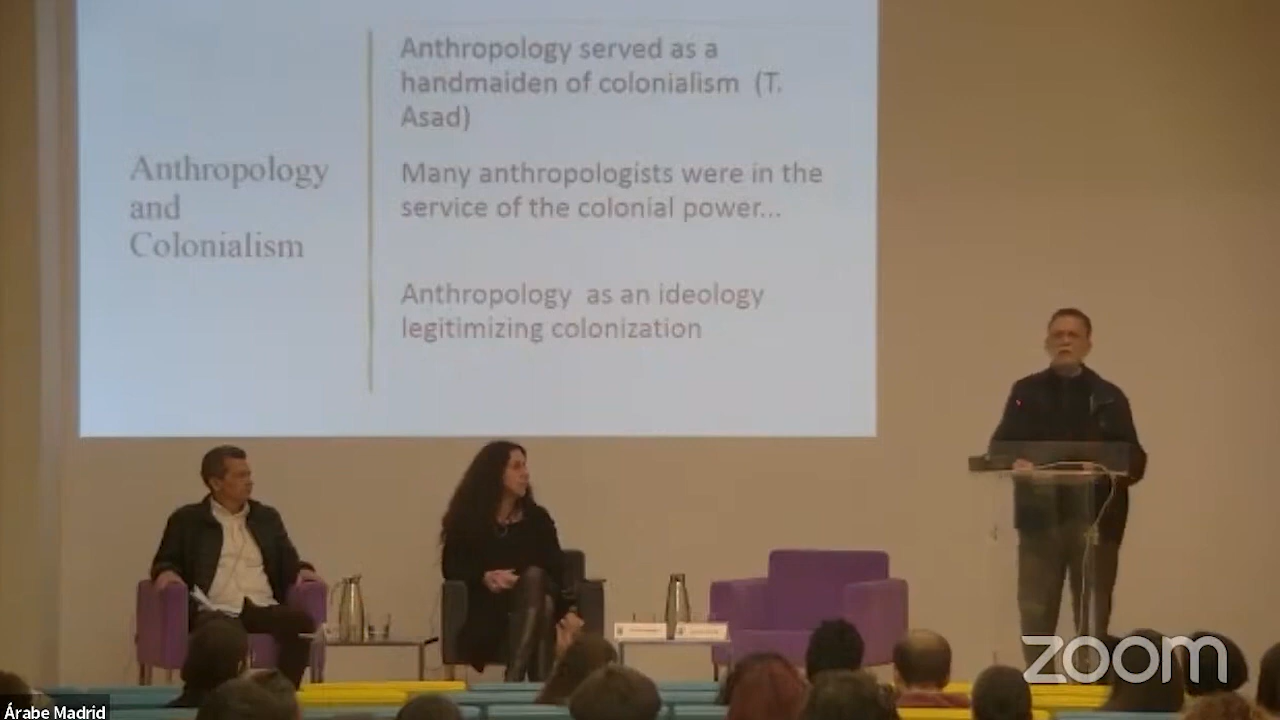 Anthropology served as a
handmaiden of colonialism (T.
Asad)
Anthropology
and
Colonialism
Many anthropologists were in the
service of the colonial power...
Anthropology as an ideology
legitimizing colonization
zoom
Árabe Madrid